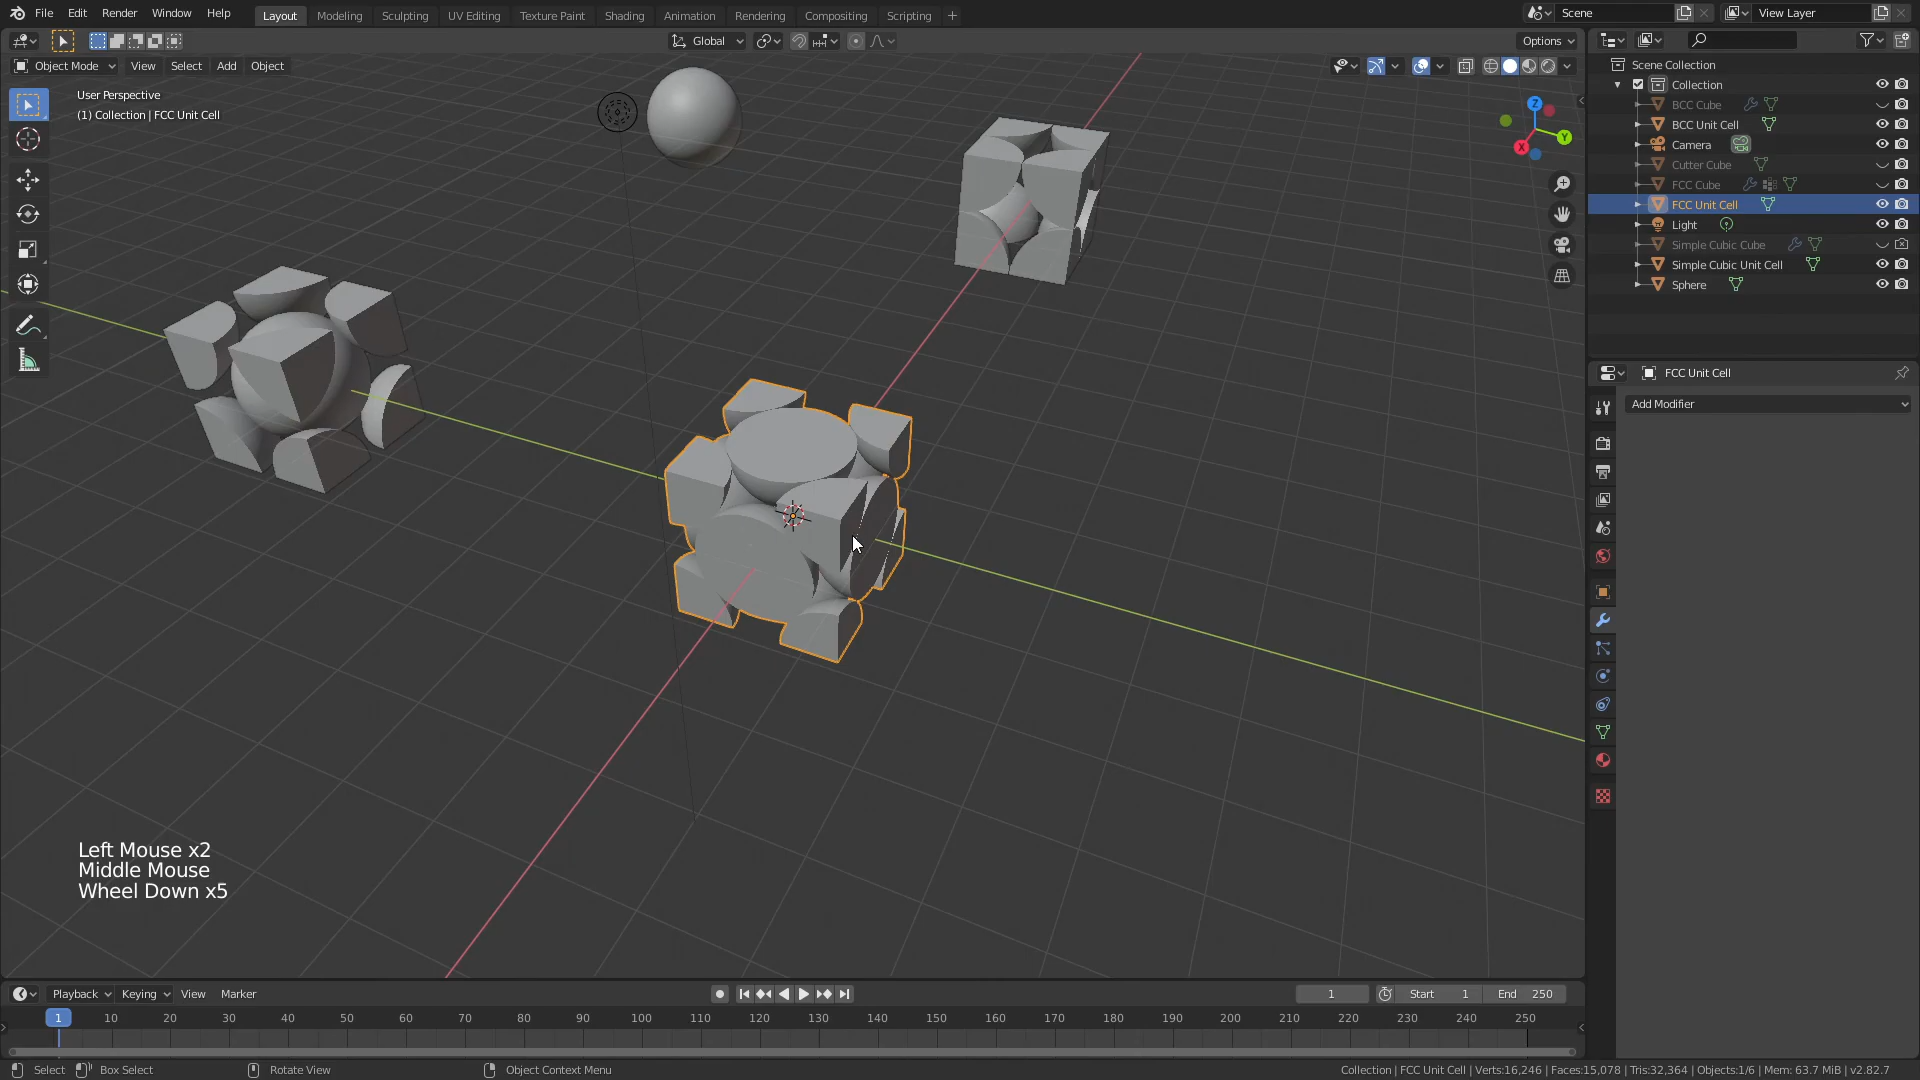 File Edit Render Window Help Layout Modeling Sculpting UV Editing Texture Paint Shading Animation Rendering Compositing Scripting + Scene View Layer
Global Options
Object Mode View Select Add Object
User Perspective
(1) Collection | FCC Unit Cell
Z
Y
X
Scene Collection
Collection
BCC Cube
BCC Unit Cell
Camera
Cutter Cube
FCC Cube
FCC Unit Cell
Light
Simple Cubic Cube
Simple Cubic Unit Cell
Sphere
FCC Unit Cell
Add Modifier
Left Mouse x2
Middle Mouse
Wheel Down x5
Playback Keying View Marker 1 Start 1 End 250
1 10 20 30 40 50 60 70 80 90 100 110 120 130 140 150 160 170 180 190 200 210 220 230 240 250
Select Box Select Rotate View Object Context Menu Collection | FCC Unit Cell | Verts:16,246 | Faces:15,078 | Tris:32,364 | Objects:1/6 | Mem: 63.7 MiB | v2.82.7